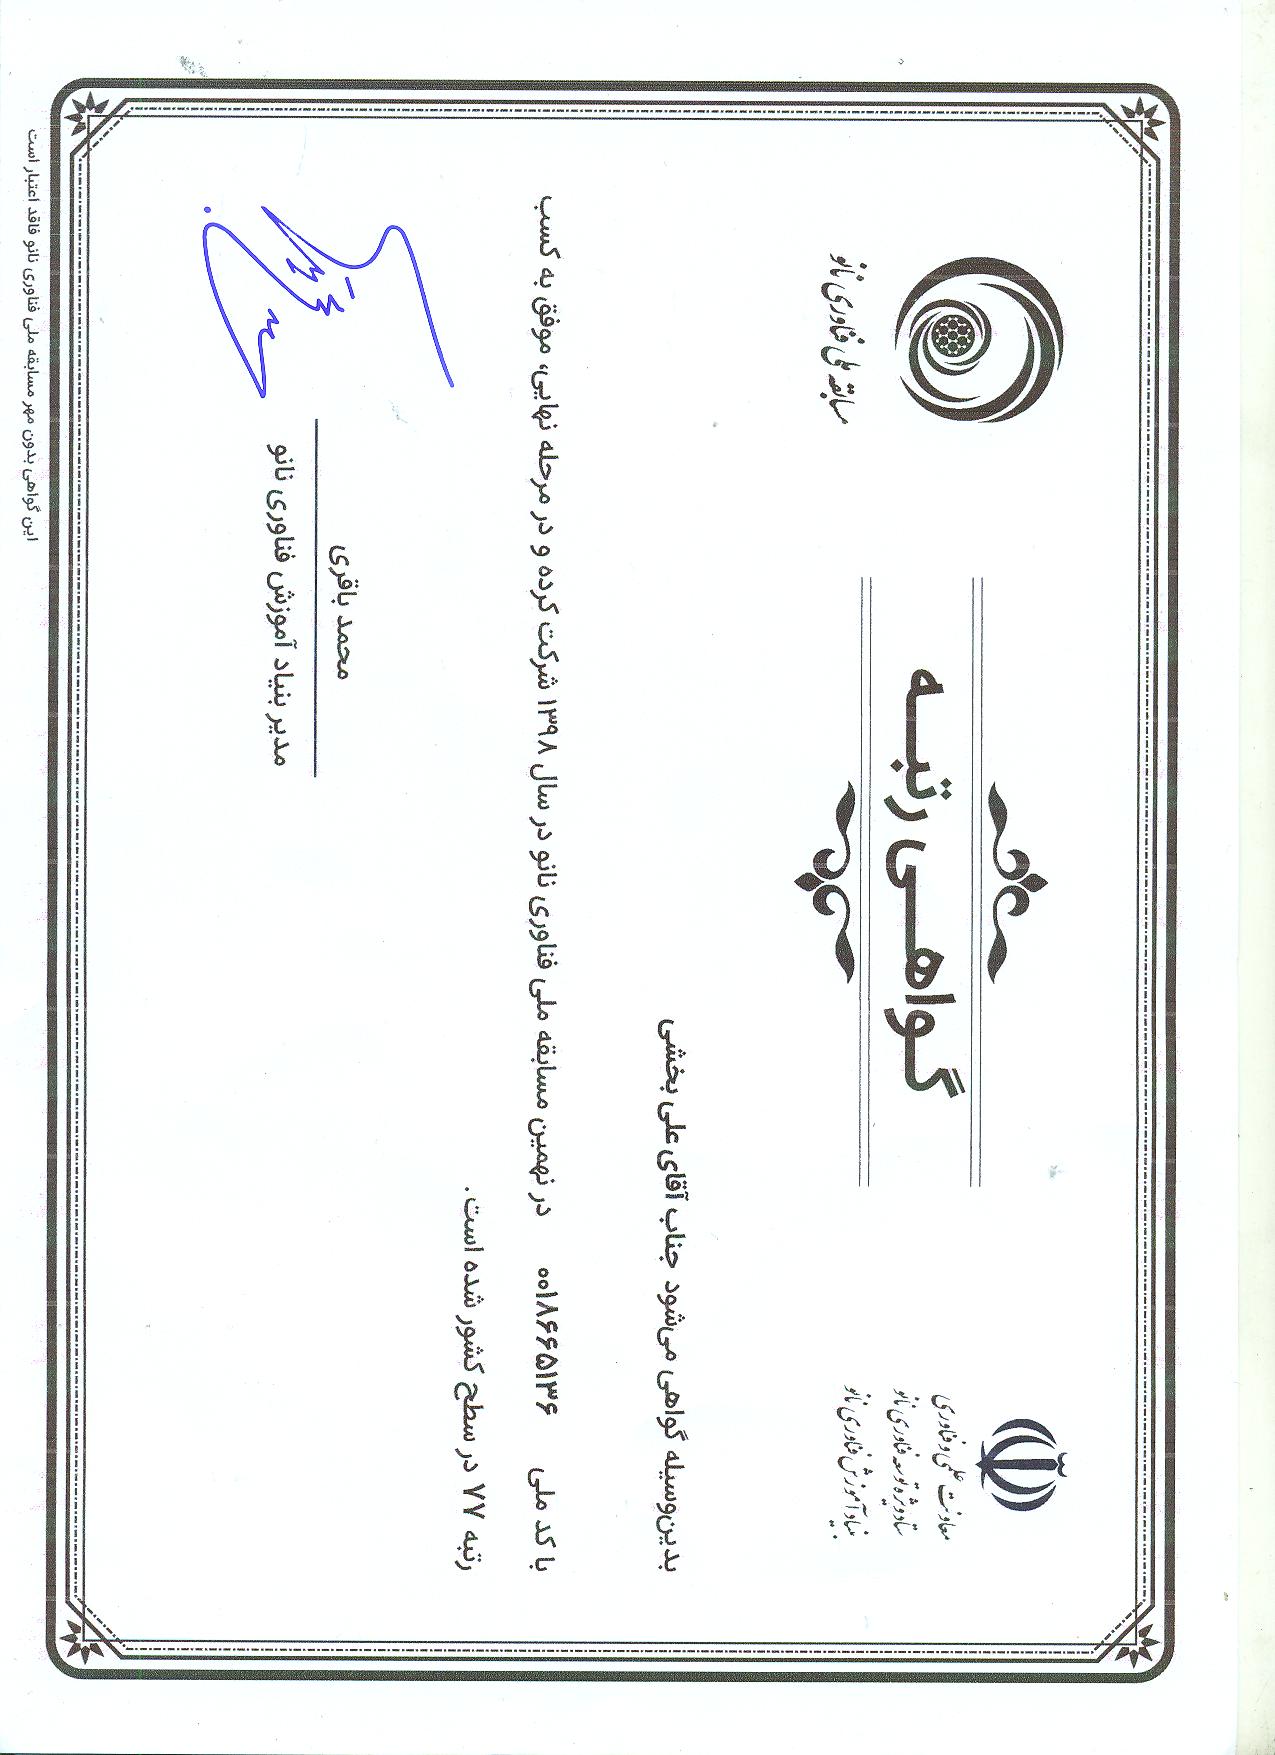 معاونت علمی و فناوری
ستاد ویژه توسعه فناوری نانو
بنیاد آموزش فناوری نانو
گواهی رتبه
مسابقه ملی فناوری نانو
بدین‌وسیله گواهی می‌شود جناب آقای علی بخشی
با کد ملی ۰۰۱۸۶۶۵۱۳۶ در نهمین مسابقه ملی فناوری نانو در سال ۱۳۹۸ شرکت کرده و در مرحله نهایی، موفق به کسب
رتبه ۷۷ در سطح کشور شده است.
محمد باقری
مدیر بنیاد آموزش فناوری نانو
این گواهی بدون مهر مسابقه ملی فناوری نانو فاقد اعتبار است